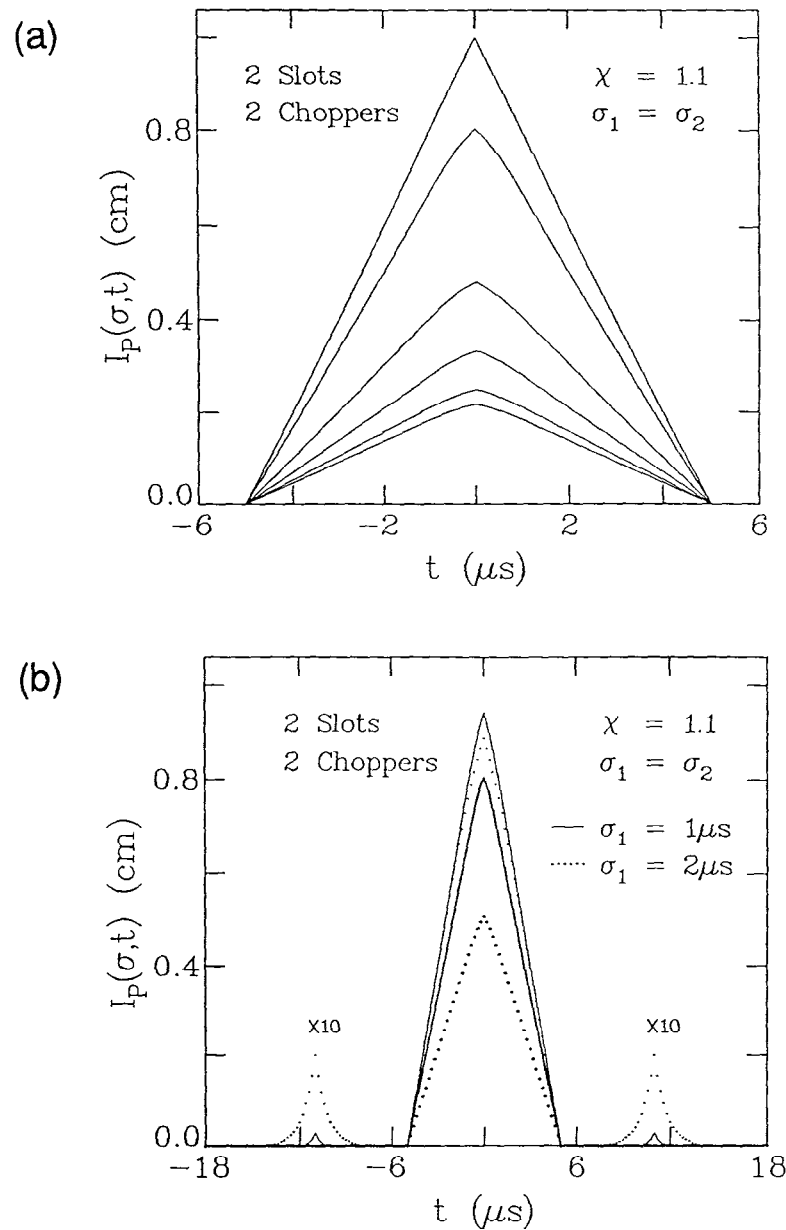 (a)
2 Slots
2 Choppers
χ = 1.1
σ₁ = σ₂
0.8
0.4
0.0
I_P(σ,t) (cm)
−6
−2
2
6
t (μs)
(b)
2 Slots
2 Choppers
χ = 1.1
σ₁ = σ₂
— σ₁ = 1μs
⋯⋯ σ₁ = 2μs
0.8
0.4
0.0
I_P(σ,t) (cm)
X10
X10
−18
−6
6
18
t (μs)